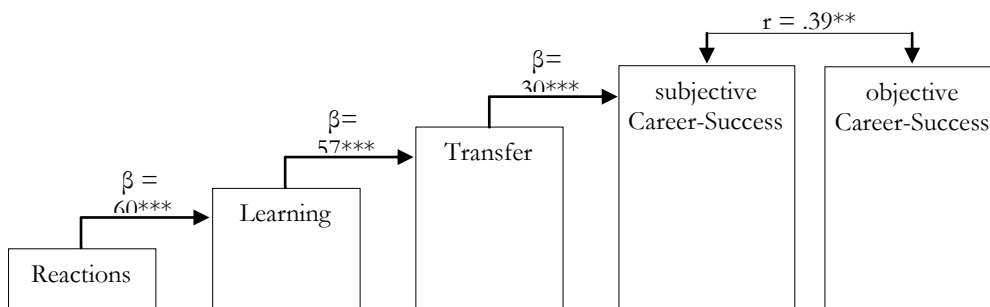 r = .39**
β=
30***
subjective
Career-Success
objective
Career-Success
β=
57***
Transfer
β =
60***
Learning
Reactions